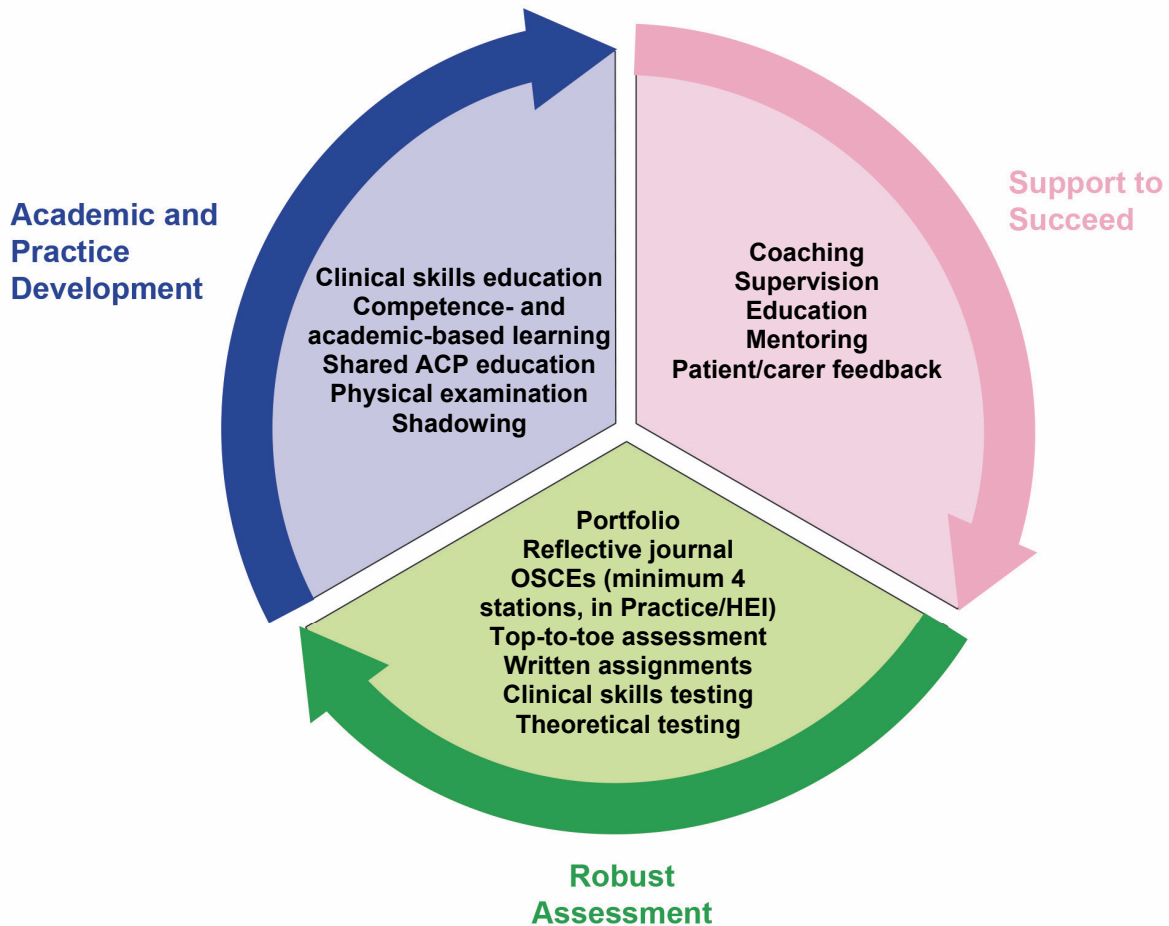 Academic and
Practice
Development
Clinical skills education
Competence- and
academic-based learning
Shared ACP education
Physical examination
Shadowing
Support to
Succeed
Coaching
Supervision
Education
Mentoring
Patient/carer feedback
Portfolio
Reflective journal
OSCEs (minimum 4
stations, in Practice/HEI)
Top-to-toe assessment
Written assignments
Clinical skills testing
Theoretical testing
Robust
Assessment